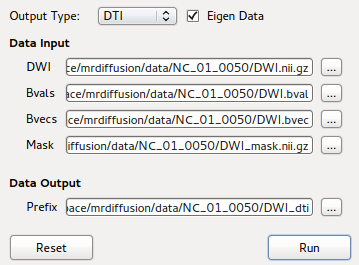 Output Type: DTI Eigen Data
Data Input
DWI :ce/mrdiffusion/data/NC_01_0050/DWI.nii.gz ...
Bvals ace/mrdiffusion/data/NC_01_0050/DWI.bval ...
Bvecs ce/mrdiffusion/data/NC_01_0050/DWI.bvec ...
Mask diffusion/data/NC_01_0050/DWI_mask.nii.gz ...
Data Output
Prefix pace/mrdiffusion/data/NC_01_0050/DWI_dti ...
Reset Run